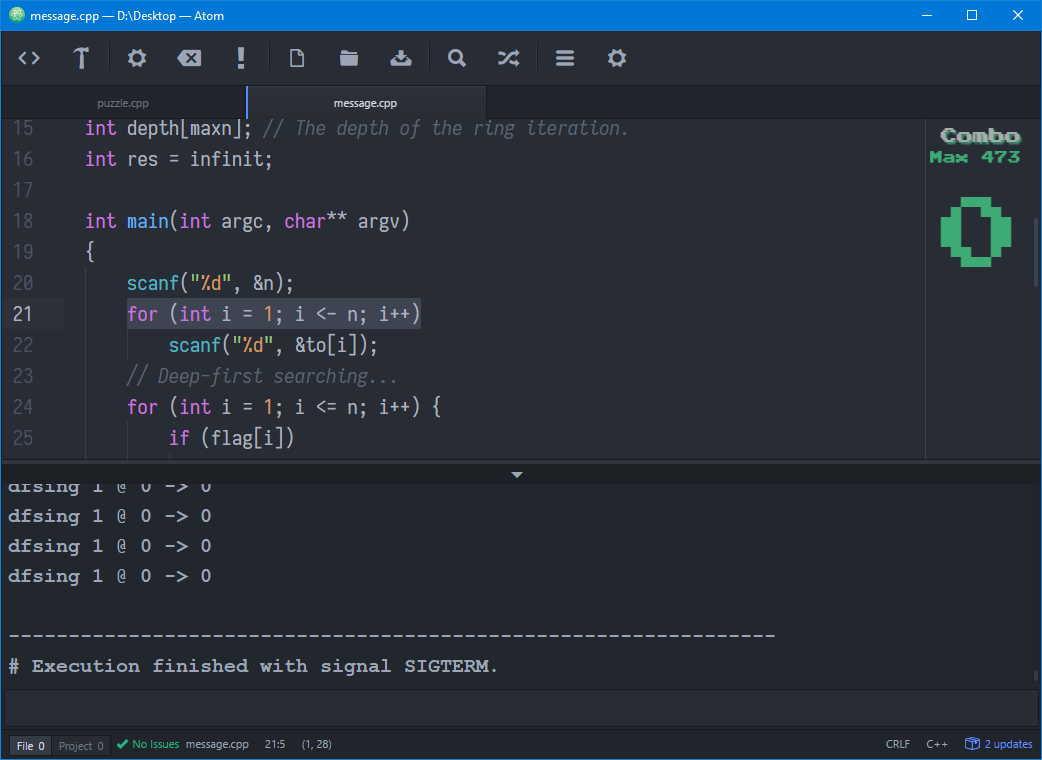 message.cpp — D:\Desktop — Atom
puzzle.cpp
message.cpp
15 int depth[maxn]; // The depth of the ring iteration.
16 int res = infinit;
17
18 int main(int argc, char** argv)
19 {
20 scanf("%d", &n);
21 for (int i = 1; i <- n; i++)
22 scanf("%d", &to[i]);
23 // Deep-first searching...
24 for (int i = 1; i <= n; i++) {
25 if (flag[i])
Combo
Max 473
0
dfsing 1 @ 0 -> 0
dfsing 1 @ 0 -> 0
dfsing 1 @ 0 -> 0
dfsing 1 @ 0 -> 0
----------------------------------------------------------------
# Execution finished with signal SIGTERM.
File 0 Project 0 No Issues message.cpp 21:5 (1, 28) CRLF C++ 2 updates